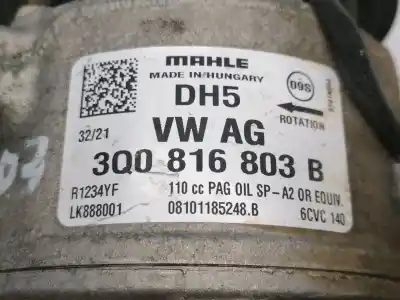 MAHLE
MADE IN/HUNGARY
DH5
09S
ROTATION
32/21
VW AG
3Q0 816 803 B
R1234YF 110 cc PAG OIL SP-A2 OR EQUIV.
LK888001 08101185248.B 6CVC 140